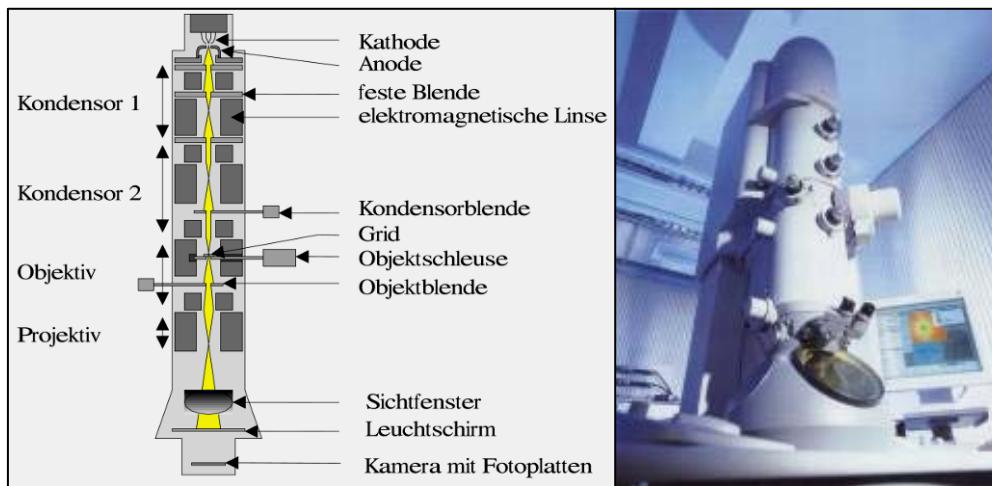 Kathode
Anode
Kondensor 1
feste Blende
elektromagnetische Linse
Kondensor 2
Kondensorblende
Grid
Objektiv
Objektschleuse
Objektblende
Projektiv
Sichtfenster
Leuchtschirm
Kamera mit Fotoplatten